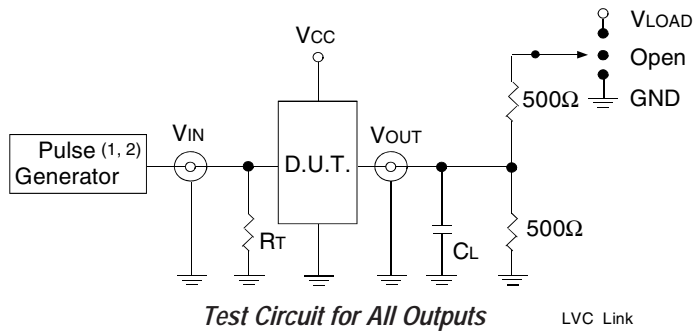 VLOAD
VCC
Open
500Ω
GND
VIN
VOUT
Pulse (1, 2)
Generator
D.U.T.
500Ω
RT
CL
Test Circuit for All Outputs
LVC Link